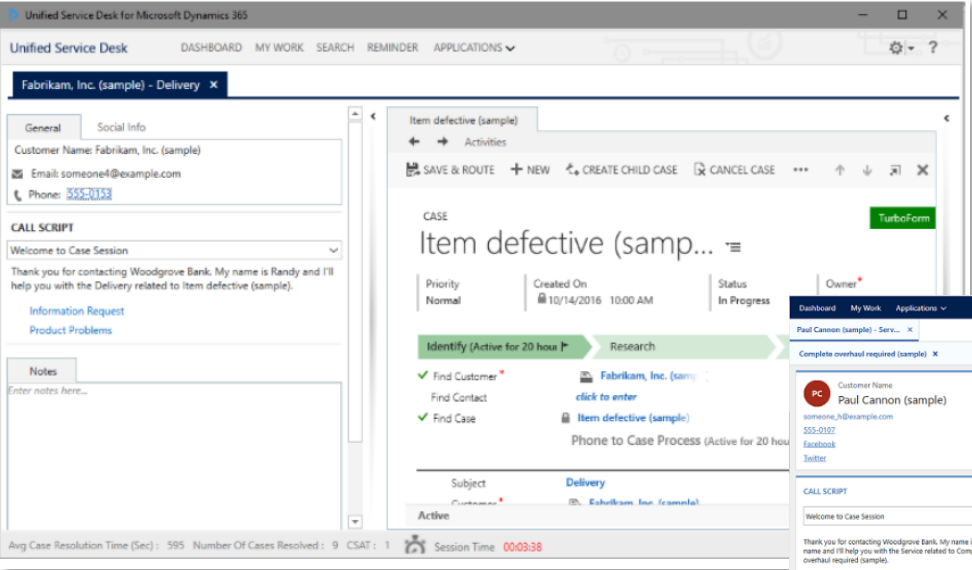 Unified Service Desk for Microsoft Dynamics 365
Unified Service Desk DASHBOARD MY WORK SEARCH REMINDER APPLICATIONS ?
Fabrikam, Inc. (sample) - Delivery ×
General Social Info
Customer Name: Fabrikam, Inc. (sample)
Email: someone4@example.com
Phone: 555-0153
CALL SCRIPT
Welcome to Case Session
Thank you for contacting Woodgrove Bank. My name is Randy and I'll
help you with the Delivery related to Item defective (sample).
Information Request
Product Problems
Notes
Enter notes here...
Item defective (sample)
Activities
SAVE & ROUTE NEW CREATE CHILD CASE CANCEL CASE ...
CASE
TurboForm
Item defective (samp...
Priority Created On Status Owner*
Normal 10/14/2016 10:00 AM In Progress
Identify (Active for 20 hour Research
Find Customer* Fabrikam, Inc. (sam
Find Contact click to enter
Find Case Item defective (sample)
Phone to Case Process (Active for 20 hou
Subject Delivery
Customer* Fabrikam, Inc. (sample)
Active
Avg Case Resolution Time (Sec) : 595 Number Of Cases Resolved : 9 CSAT : 1 Session Time 00:03:38
Dashboard My Work Applications
Paul Cannon (sample) - Serv... ×
Complete overhaul required (sample) ×
PC
Customer Name
Paul Cannon (sample)
someone_h@example.com
555-0107
Facebook
Twitter
CALL SCRIPT
Welcome to Case Session
Thank you for contacting Woodgrove Bank. My name i
name and I'll help you with the Service related to Com
overhaul required (sample).